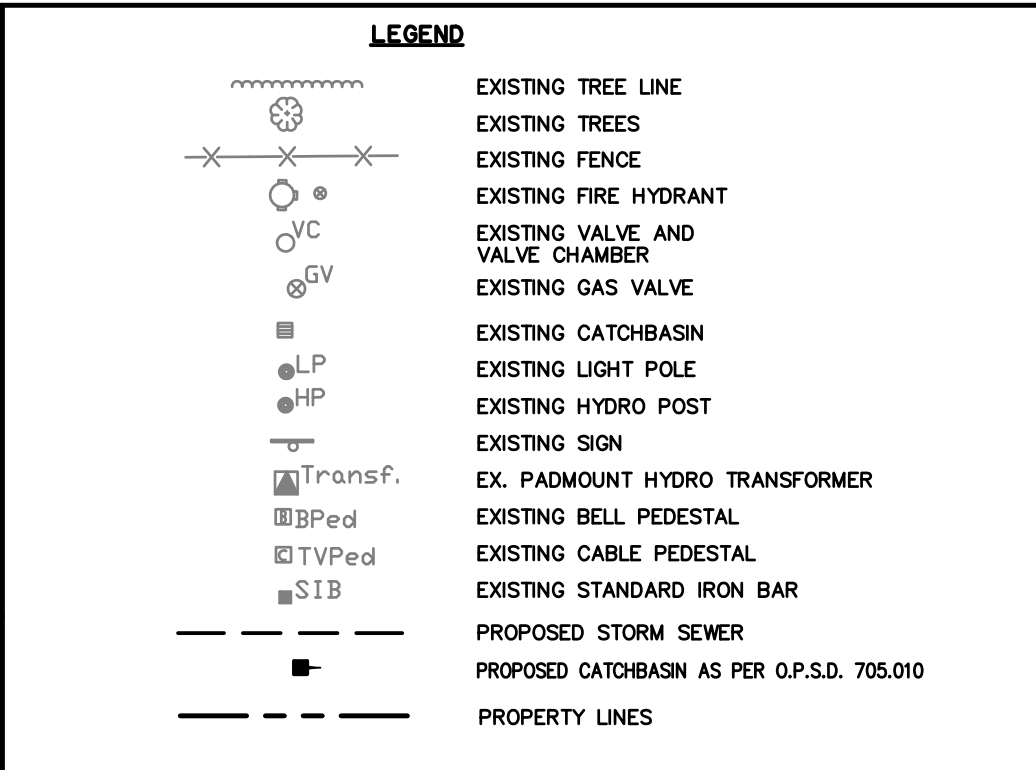 LEGEND
EXISTING TREE LINE
EXISTING TREES
EXISTING FENCE
EXISTING FIRE HYDRANT
VC EXISTING VALVE AND
VALVE CHAMBER
GV EXISTING GAS VALVE
EXISTING CATCHBASIN
LP EXISTING LIGHT POLE
HP EXISTING HYDRO POST
EXISTING SIGN
Transf. EX. PADMOUNT HYDRO TRANSFORMER
B BPed EXISTING BELL PEDESTAL
C TVPed EXISTING CABLE PEDESTAL
SIB EXISTING STANDARD IRON BAR
PROPOSED STORM SEWER
PROPOSED CATCHBASIN AS PER O.P.S.D. 705.010
PROPERTY LINES